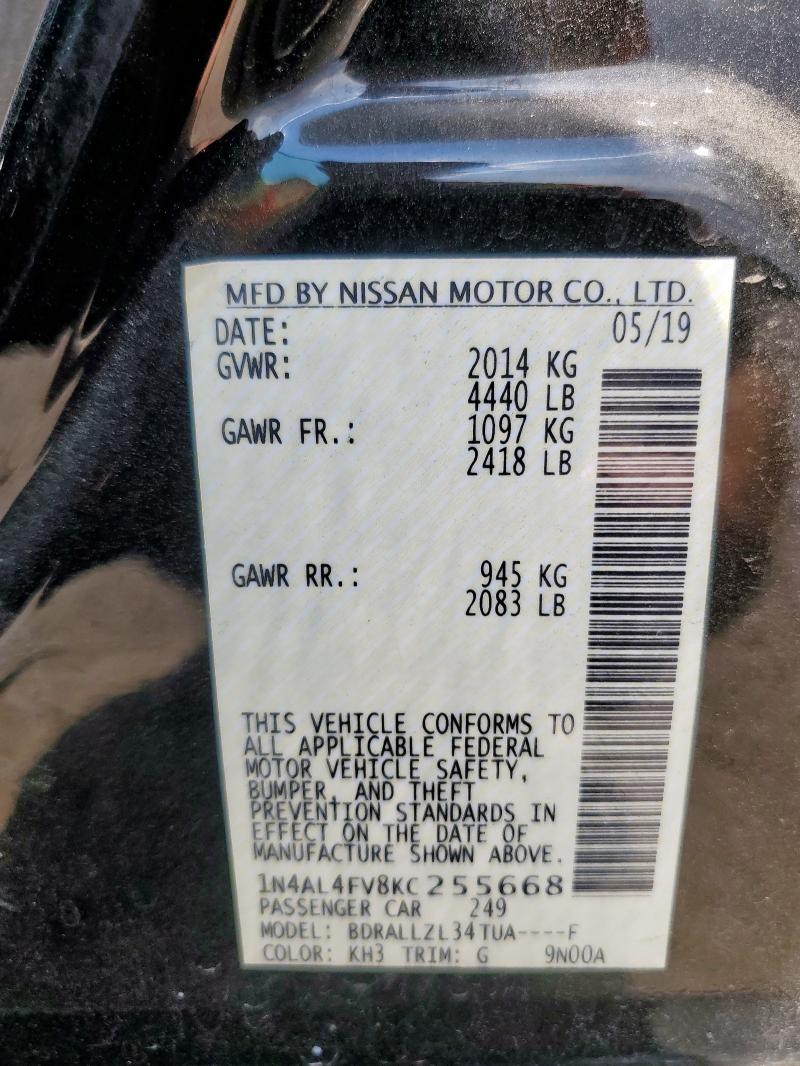 MFD BY NISSAN MOTOR CO., LTD.
DATE: 05/19
GVWR: 2014 KG
4440 LB
GAWR FR.: 1097 KG
2418 LB
GAWR RR.: 945 KG
2083 LB
THIS VEHICLE CONFORMS TO
ALL APPLICABLE FEDERAL
MOTOR VEHICLE SAFETY,
BUMPER, AND THEFT
PREVENTION STANDARDS IN
EFFECT ON THE DATE OF
MANUFACTURE SHOWN ABOVE.
1N4AL4FV8KC255668
PASSENGER CAR 249
MODEL: BDRALLZL34TUA----F
COLOR: KH3 TRIM: G 9N00A